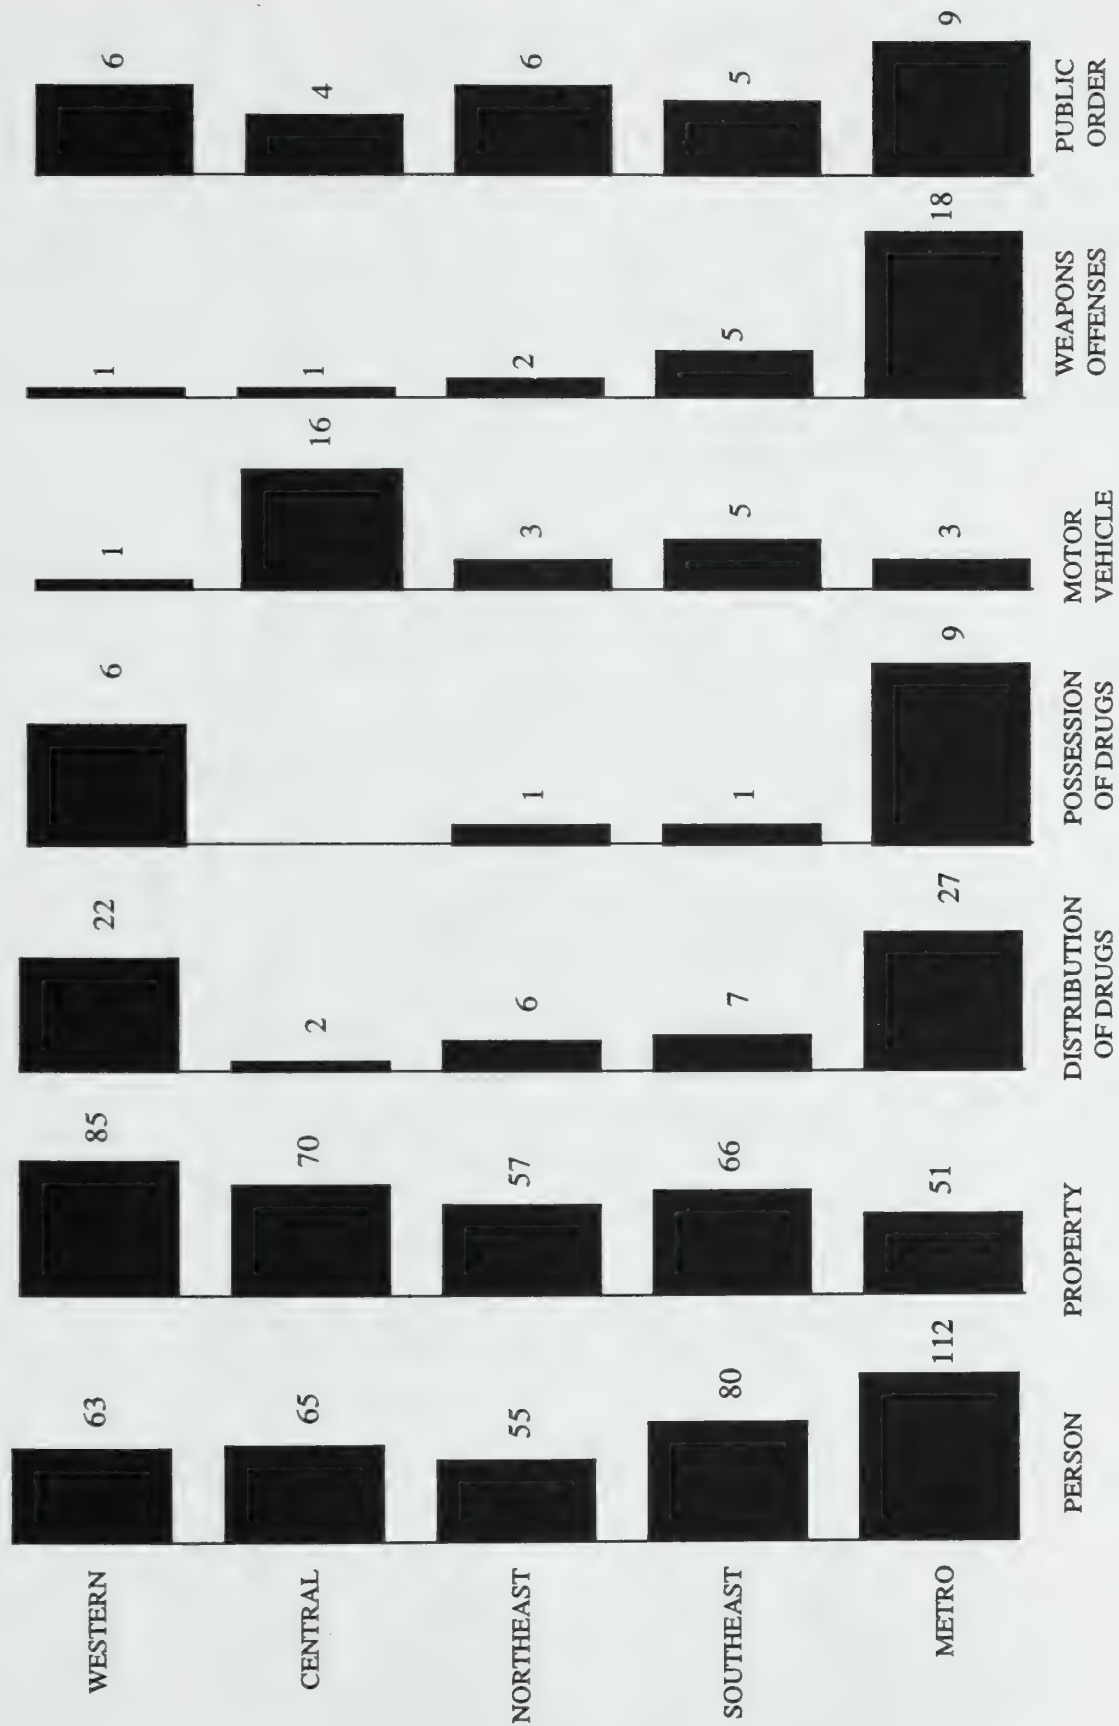 WESTERN 63 85 22 6 1 1 6
CENTRAL 65 70 2 16 1 4
NORTHEAST 55 57 6 1 3 2 6
SOUTHEAST 80 66 7 1 5 5 5
METRO 112 51 27 9 3 18 9
PERSON PROPERTY DISTRIBUTION POSSESSION MOTOR WEAPONS PUBLIC
OF DRUGS OF DRUGS VEHICLE OFFENSES ORDER